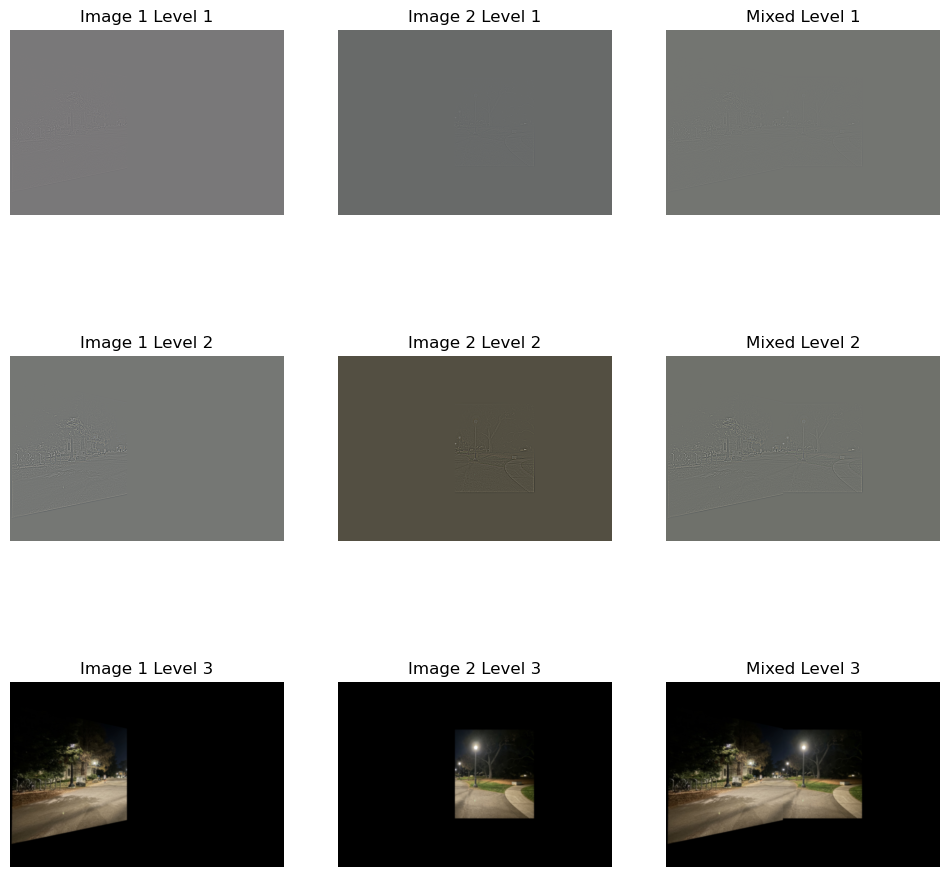 Image 1 Level 1
Image 2 Level 1
Mixed Level 1
Image 1 Level 2
Image 2 Level 2
Mixed Level 2
Image 1 Level 3
Image 2 Level 3
Mixed Level 3